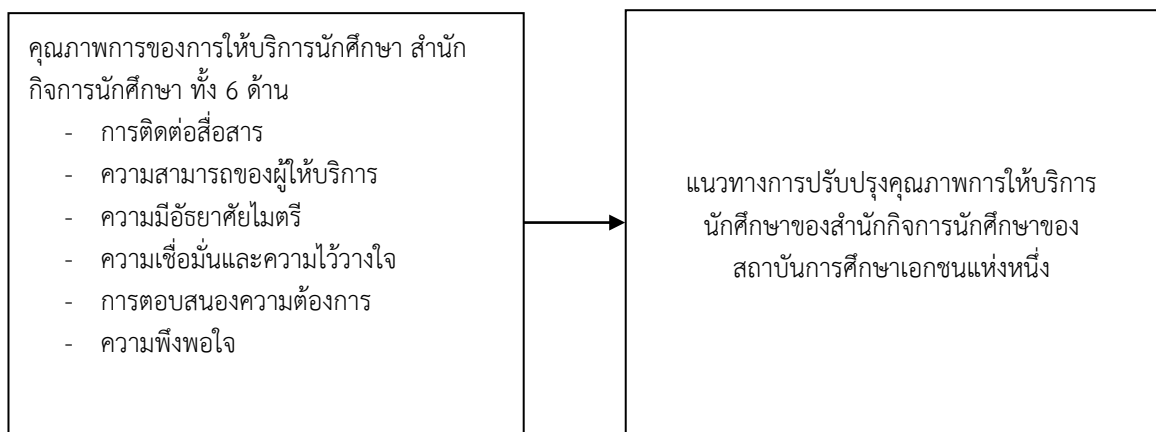 คุณภาพการของการให้บริการนักศึกษา สำนัก
กิจการนักศึกษา ทั้ง 6 ด้าน
- การติดต่อสื่อสาร
- ความสามารถของผู้ให้บริการ
- ความมีอัธยาศัยไมตรี
- ความเชื่อมั่นและความไว้วางใจ
- การตอบสนองความต้องการ
- ความพึงพอใจ
แนวทางการปรับปรุงคุณภาพการให้บริการ
นักศึกษาของสำนักกิจการนักศึกษาของ
สถาบันการศึกษาเอกชนแห่งหนึ่ง